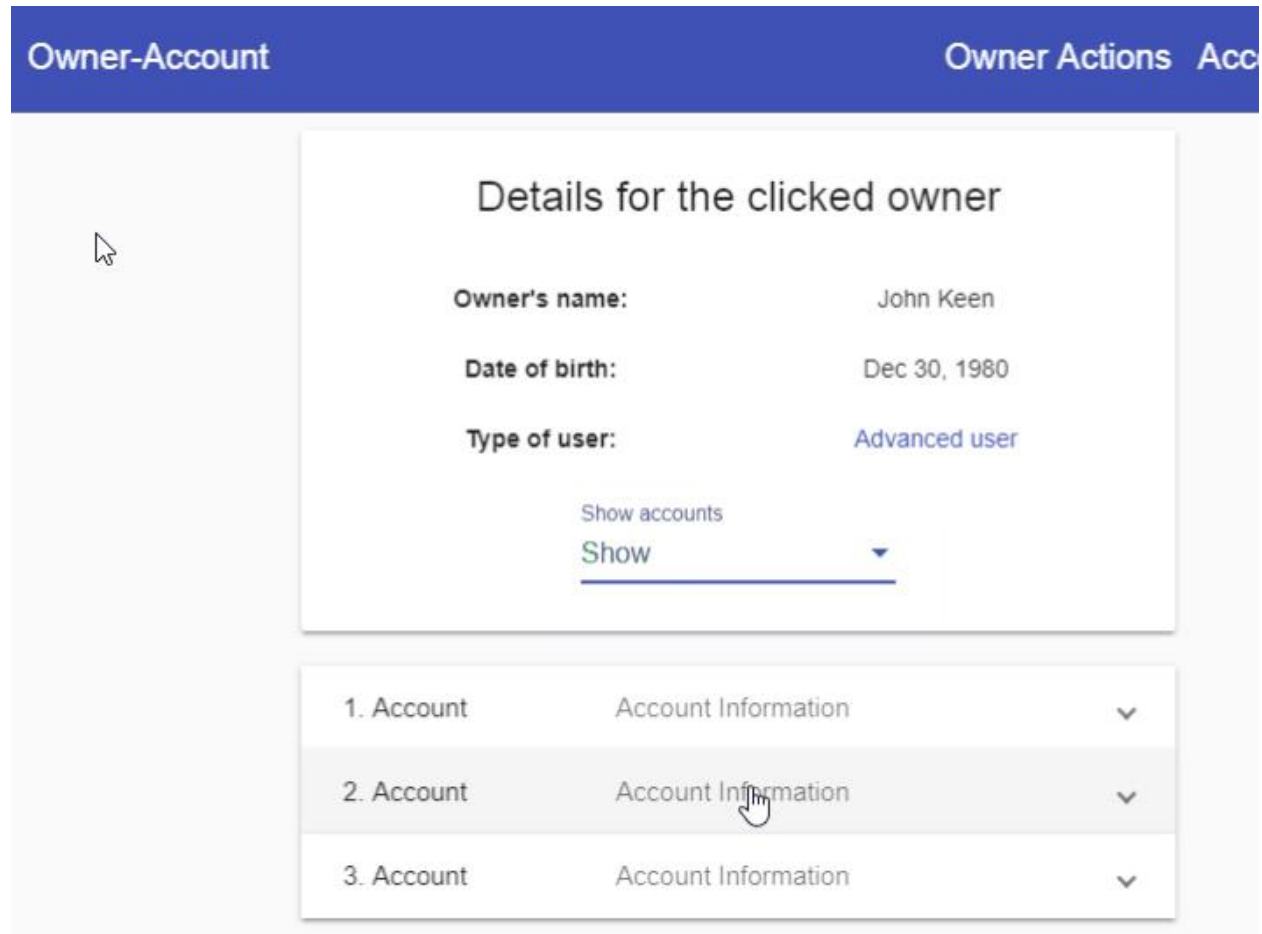 Owner-Account Owner Actions Acc
Details for the clicked owner
Owner's name: John Keen
Date of birth: Dec 30, 1980
Type of user: Advanced user
Show accounts
Show
1. Account Account Information
2. Account Account Information
3. Account Account Information